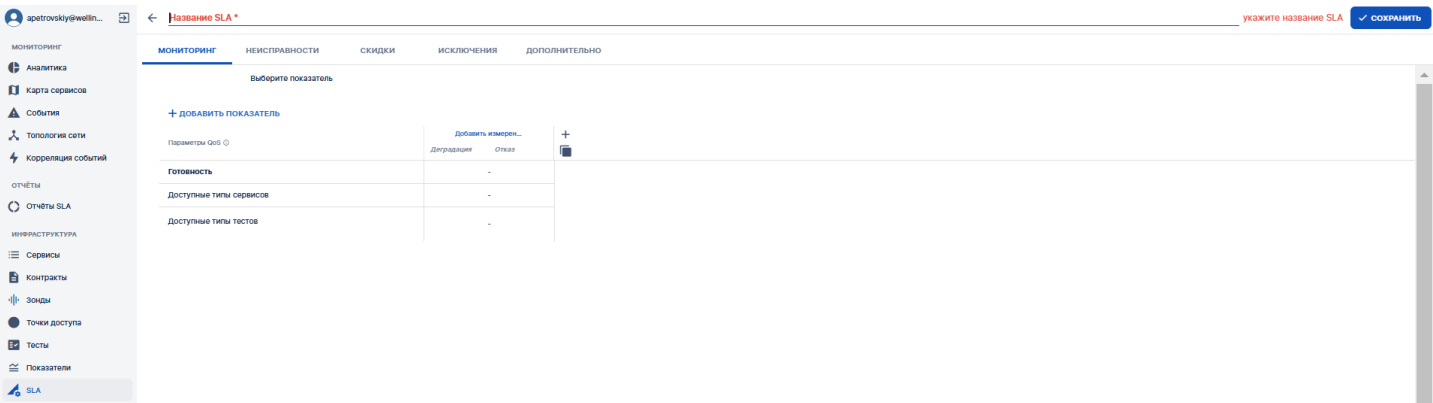 apetrovskiy@wellin...
МОНИТОРИНГ
Аналитика
Карта сервисов
События
Топология сети
Корреляция событий
ОТЧЁТЫ
Отчёты SLA
ИНФРАСТРУКТУРА
Сервисы
Контракты
Зонды
Точки доступа
Тесты
Показатели
SLA
Название SLA *
укажите название SLA
СОХРАНИТЬ
МОНИТОРИНГ НЕИСПРАВНОСТИ СКИДКИ ИСКЛЮЧЕНИЯ ДОПОЛНИТЕЛЬНО
Выберите показатель
+ ДОБАВИТЬ ПОКАЗАТЕЛЬ
Параметры QoS
Добавить измерен...
+
Деградация Отказ
Готовность -
Доступные типы сервисов -
Доступные типы тестов -